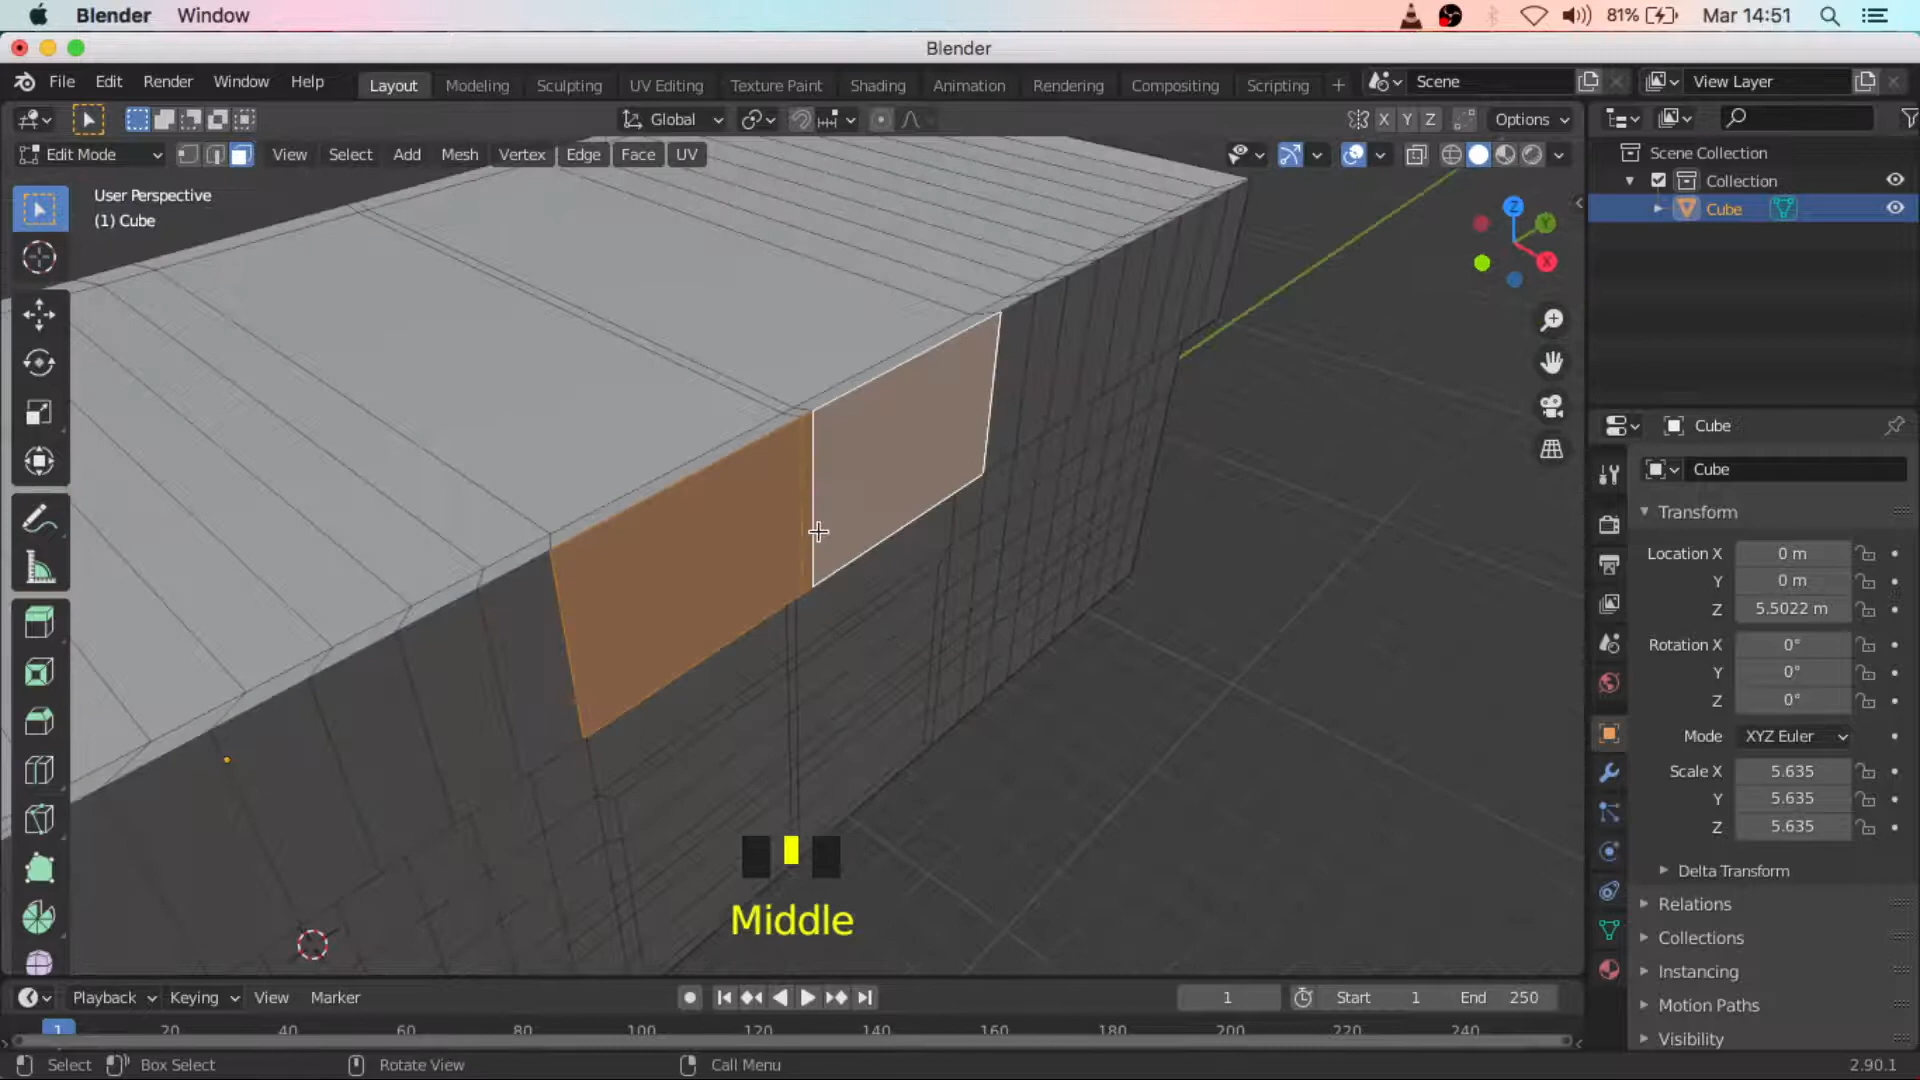 Blender Window 81% Mar 14:51
Blender
File Edit Render Window Help Layout Modeling Sculpting UV Editing Texture Paint Shading Animation Rendering Compositing Scripting + Scene View Layer
Global X Y Z Options
Edit Mode View Select Add Mesh Vertex Edge Face UV
Scene Collection
Collection
Cube
User Perspective
(1) Cube
Z
Y
X
Cube
Cube
Transform
Location X 0 m
Y 0 m
Z 5.5022 m
Rotation X 0°
Y 0°
Z 0°
Mode XYZ Euler
Scale X 5.635
Y 5.635
Z 5.635
Delta Transform
Relations
Collections
Instancing
Motion Paths
Visibility
Middle
Playback Keying View Marker 1 Start 1 End 250
1 20 40 60 80 100 120 140 160 180 200 220 240
Select Box Select Rotate View Call Menu 2.90.1